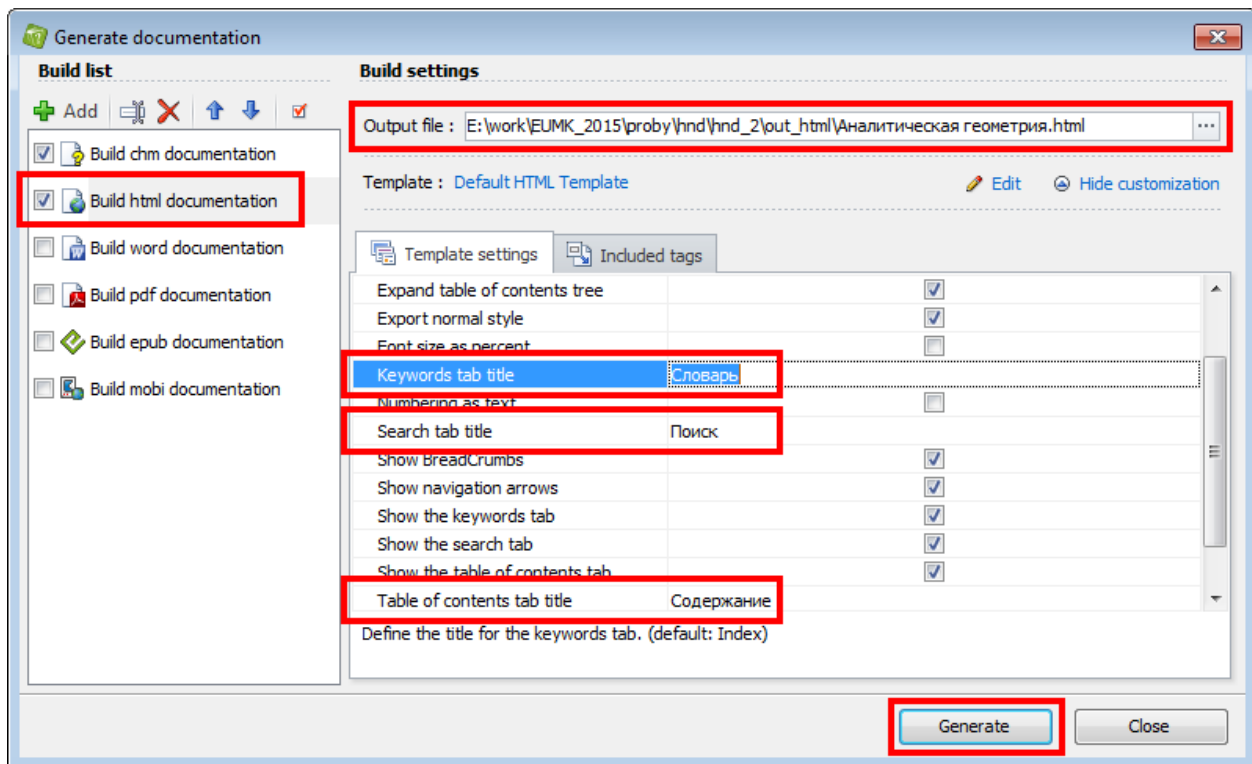 Generate documentation
Build list
Add
Build chm documentation
Build html documentation
Build word documentation
Build pdf documentation
Build epub documentation
Build mobi documentation
Build settings
Output file : E:\work\EUMK_2015\proby\hnd\hnd_2\out_html\Аналитическая геометрия.html ...
Template : Default HTML Template Edit Hide customization
Template settings Included tags
Expand table of contents tree
Export normal style
Font size as percent
Keywords tab title Словарь
Numbering as text
Search tab title Поиск
Show BreadCrumbs
Show navigation arrows
Show the keywords tab
Show the search tab
Show the table of contents tab
Table of contents tab title Содержание
Define the title for the keywords tab. (default: Index)
Generate Close